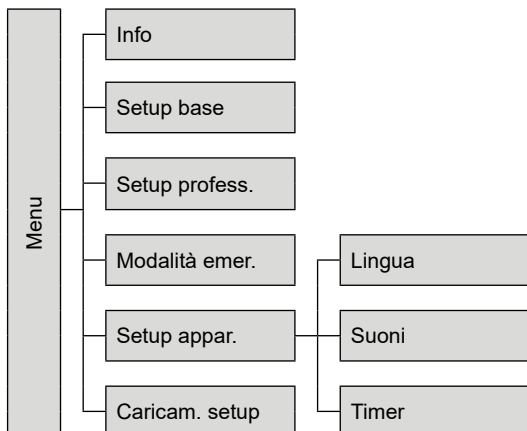 Menu
Info
Setup base
Setup profess.
Modalità emer.
Setup appar.
Caricam. setup
Lingua
Suoni
Timer